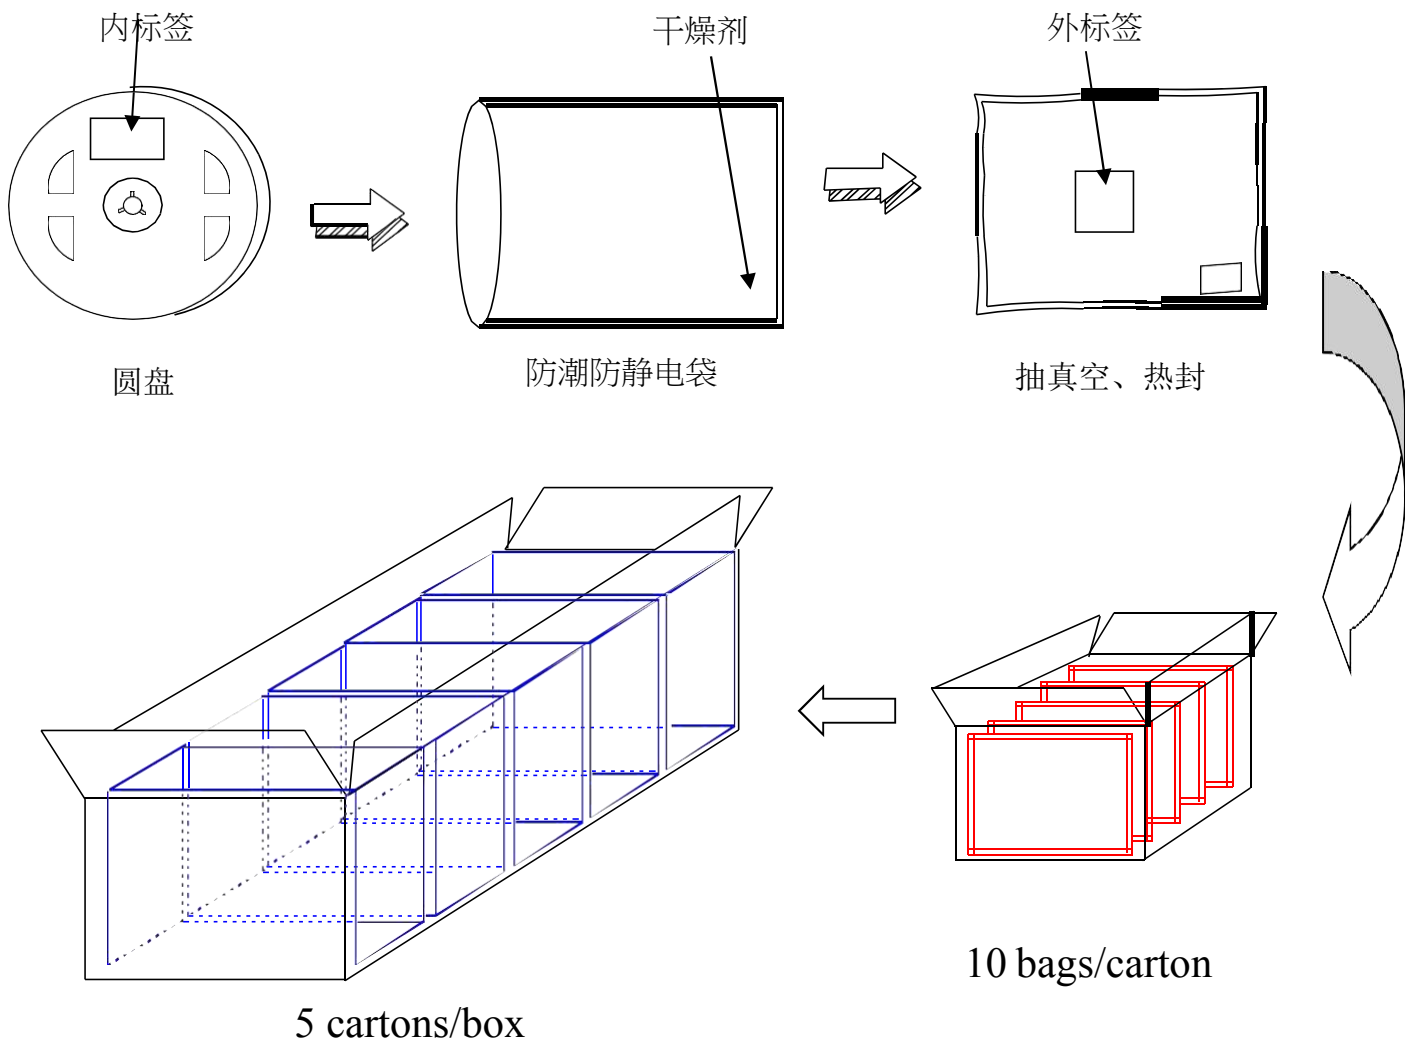 内标签
干燥剂
外标签
圆盘
防潮防静电袋
抽真空、热封
10 bags/carton
5 cartons/box